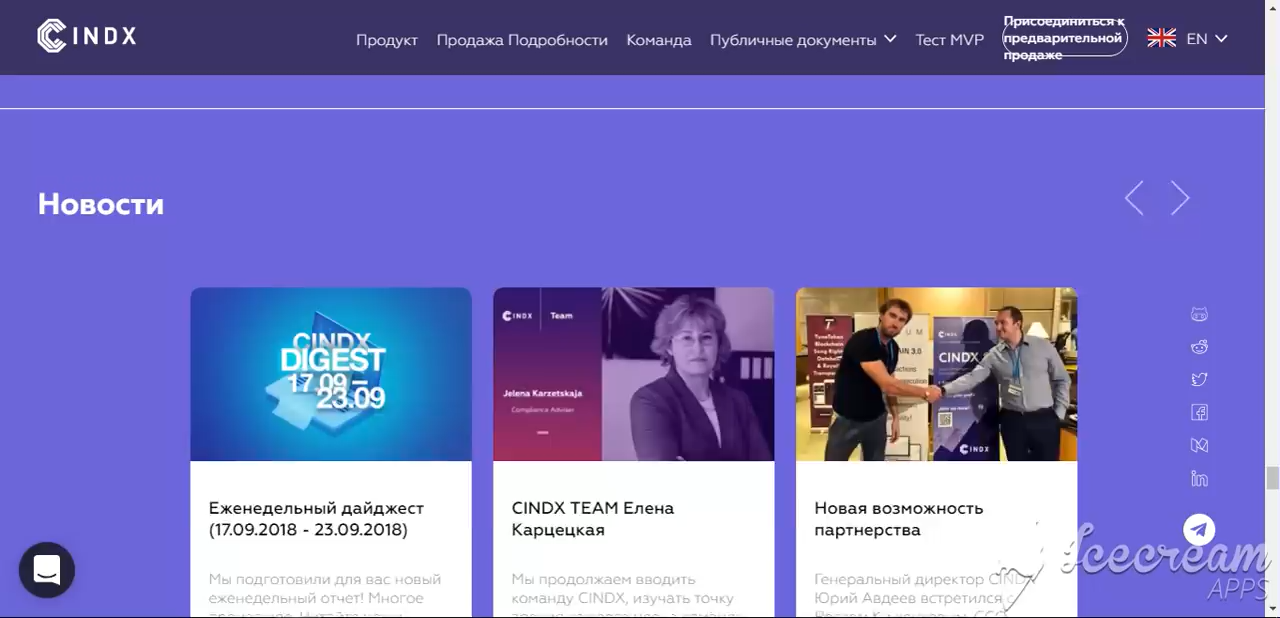 CINDX
Продукт
Продажа Подробности
Команда
Публичные документы
Тест MVP
Присоединиться к
предварительной
продаже
EN
Новости
CINDX
DIGEST
17.09 –
23.09
CINDX
Team
Jelena Karzetskaja
Compliance Advisor
CINDX
CINDX
Еженедельный дайджест
(17.09.2018 - 23.09.2018)
Мы подготовили для вас новый
еженедельный отчет! Многое
CINDX TEAM Елена
Карцецкая
Мы продолжаем вводить
команду CINDX, изучать точку
Новая возможность
партнерства
Генеральный директор CINDX
Юрий Авдеев встретился с
Icecream
APPS